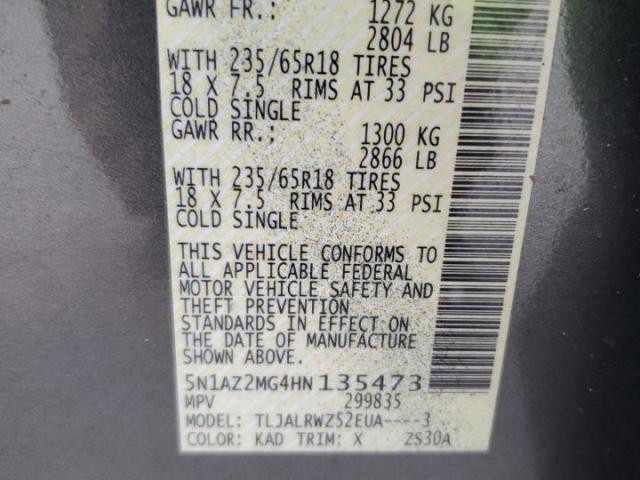 GAWR FR.: 1272 KG
2804 LB
WITH 235/65R18 TIRES
18 X 7.5 RIMS AT 33 PSI
COLD SINGLE
GAWR RR.: 1300 KG
2866 LB
WITH 235/65R18 TIRES
18 X 7.5 RIMS AT 33 PSI
COLD SINGLE
THIS VEHICLE CONFORMS TO
ALL APPLICABLE FEDERAL
MOTOR VEHICLE SAFETY AND
THEFT PREVENTION
STANDARDS IN EFFECT ON
THE DATE OF MANUFACTURE
SHOWN ABOVE.
5N1AZ2MG4HN135473
MPV 299835
MODEL: TLJALRWZ52EUA----3
COLOR: KAD TRIM: X ZS30A